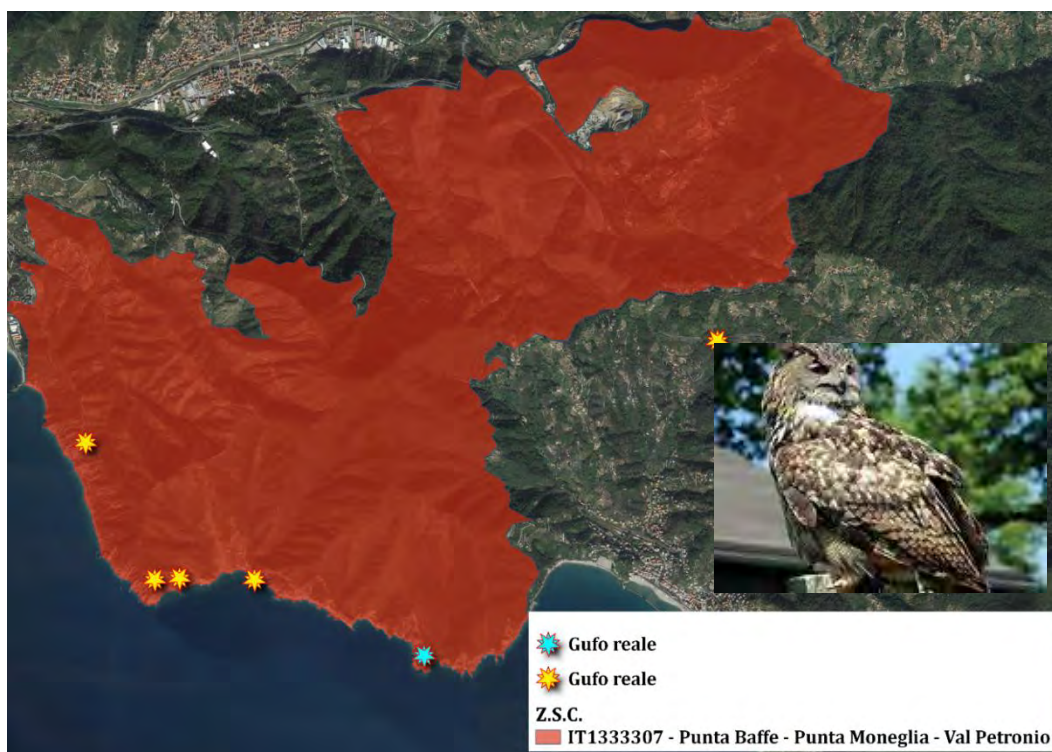 Gufo reale
Gufo reale
Z.S.C.
IT1333307 - Punta Baffe - Punta Moneglia - Val Petronio